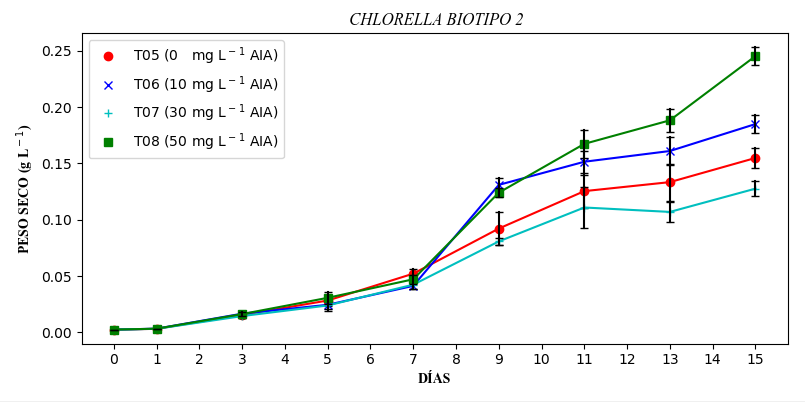 CHLORELLA BIOTIPO 2
T05 (0 mg L⁻¹ AIA)
T06 (10 mg L⁻¹ AIA)
T07 (30 mg L⁻¹ AIA)
T08 (50 mg L⁻¹ AIA)
PESO SECO (g L⁻¹)
0.25
0.20
0.15
0.10
0.05
0.00
0 1 2 3 4 5 6 7 8 9 10 11 12 13 14 15
DÍAS